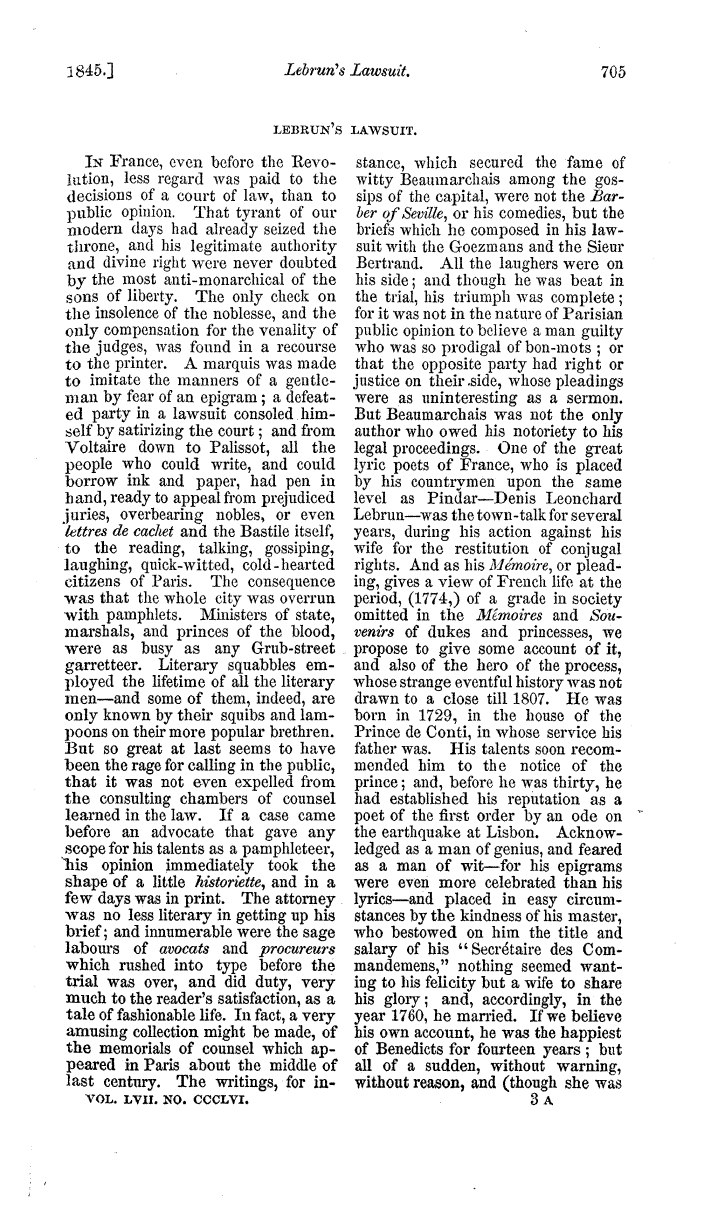 1845.] Lebrun's Lawsuit. 705
LEBRUN'S LAWSUIT.
In France, even before the Revo-
lution, less regard was paid to the
decisions of a court of law, than to
public opinion. That tyrant of our
modern days had already seized the
throne, and his legitimate authority
and divine right were never doubted
by the most anti-monarchical of the
sons of liberty. The only check on
the insolence of the noblesse, and the
only compensation for the venality of
the judges, was found in a recourse
to the printer. A marquis was made
to imitate the manners of a gentle-
man by fear of an epigram; a defeat-
ed party in a lawsuit consoled him-
self by satirizing the court; and from
Voltaire down to Palissot, all the
people who could write, and could
borrow ink and paper, had pen in
hand, ready to appeal from prejudiced
juries, overbearing nobles, or even
lettres de cachet and the Bastile itself,
to the reading, talking, gossiping,
laughing, quick-witted, cold-hearted
citizens of Paris. The consequence
was that the whole city was overrun
with pamphlets. Ministers of state,
marshals, and princes of the blood,
were as busy as any Grub-street
garretteer. Literary squabbles em-
ployed the lifetime of all the literary
men—and some of them, indeed, are
only known by their squibs and lam-
poons on their more popular brethren.
But so great at last seems to have
been the rage for calling in the public,
that it was not even expelled from
the consulting chambers of counsel
learned in the law. If a case came
before an advocate that gave any
scope for his talents as a pamphleteer,
his opinion immediately took the
shape of a little historiette, and in a
few days was in print. The attorney
was no less literary in getting up his
brief; and innumerable were the sage
labours of avocats and procureurs
which rushed into type before the
trial was over, and did duty, very
much to the reader's satisfaction, as a
tale of fashionable life. In fact, a very
amusing collection might be made, of
the memorials of counsel which ap-
peared in Paris about the middle of
last century. The writings, for in-
VOL. LVII. NO. CCCLVI.
stance, which secured the fame of
witty Beaumarchais among the gos-
sips of the capital, were not the Bar-
ber of Seville, or his comedies, but the
briefs which he composed in his law-
suit with the Goezmans and the Sieur
Bertrand. All the laughers were on
his side; and though he was beat in
the trial, his triumph was complete;
for it was not in the nature of Parisian
public opinion to believe a man guilty
who was so prodigal of bon-mots; or
that the opposite party had right or
justice on their side, whose pleadings
were as uninteresting as a sermon.
But Beaumarchais was not the only
author who owed his notoriety to his
legal proceedings. One of the great
lyric poets of France, who is placed
by his countrymen upon the same
level as Pindar—Denis Leonchard
Lebrun—was the town-talk for several
years, during his action against his
wife for the restitution of conjugal
rights. And as his Mémoire, or plead-
ing, gives a view of French life at the
period, (1774,) of a grade in society
omitted in the Mémoires and Sou-
venirs of dukes and princesses, we
propose to give some account of it,
and also of the hero of the process,
whose strange eventful history was not
drawn to a close till 1807. He was
born in 1729, in the house of the
Prince de Conti, in whose service his
father was. His talents soon recom-
mended him to the notice of the
prince; and, before he was thirty, he
had established his reputation as a
poet of the first order by an ode on
the earthquake at Lisbon. Acknow-
ledged as a man of genius, and feared
as a man of wit—for his epigrams
were even more celebrated than his
lyrics—and placed in easy circum-
stances by the kindness of his master,
who bestowed on him the title and
salary of his "Secrétaire des Com-
mandemens," nothing seemed want-
ing to his felicity but a wife to share
his glory; and, accordingly, in the
year 1760, he married. If we believe
his own account, he was the happiest
of Benedicts for fourteen years; but
all of a sudden, without warning,
without reason, and (though she was
3 A